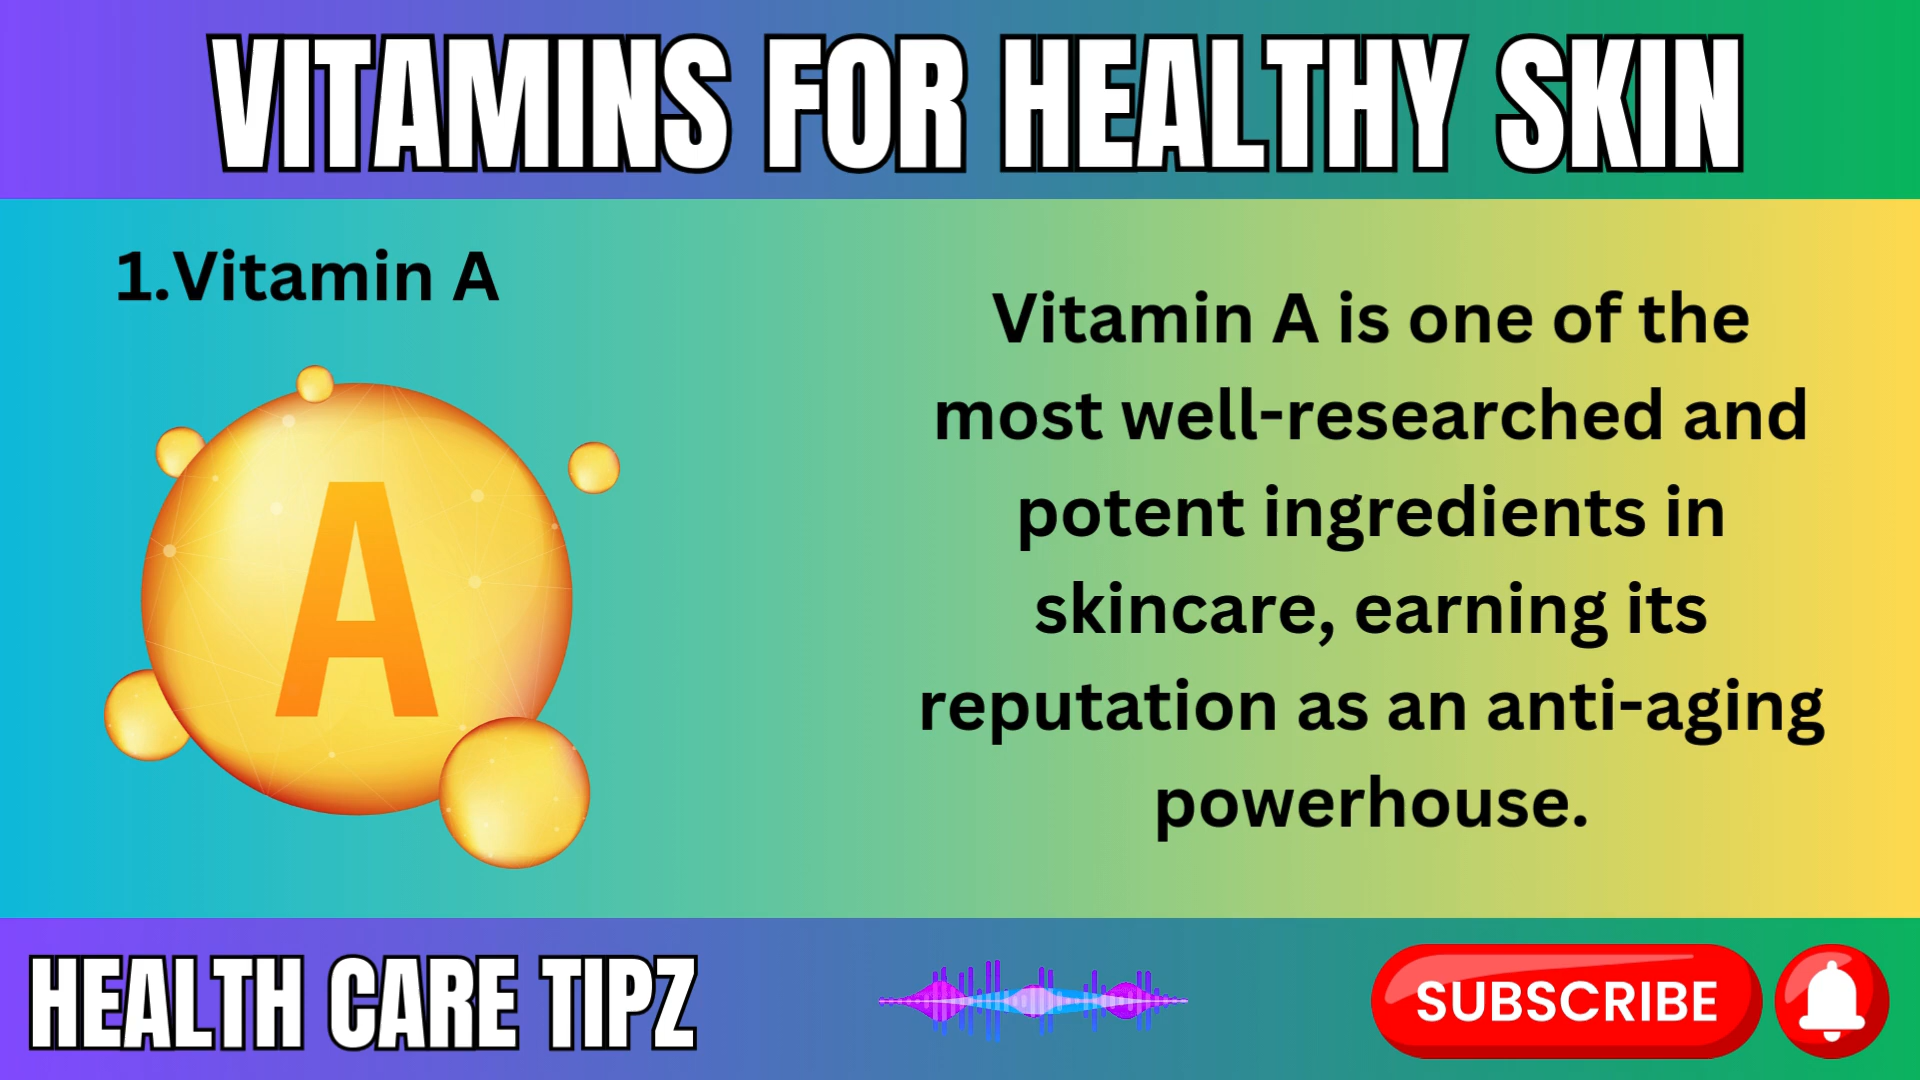 VITAMINS FOR HEALTHY SKIN
1.Vitamin A
A
Vitamin A is one of the
most well-researched and
potent ingredients in
skincare, earning its
reputation as an anti-aging
powerhouse.
HEALTH CARE TIPZ
SUBSCRIBE